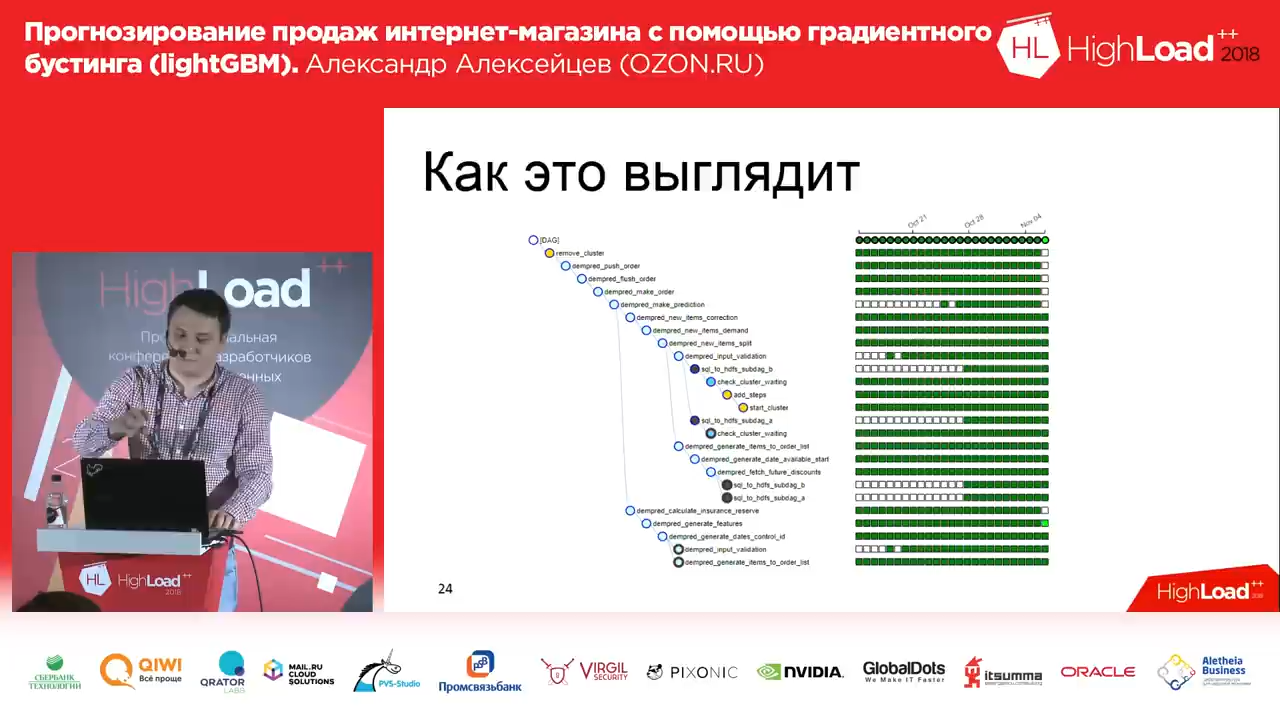 Прогнозирование продаж интернет-магазина с помощью градиентного
бустинга (lightGBM). Александр Алексейцев (OZON.RU)
HL HighLoad++ 2018
Как это выглядит
Oct 21
Oct 28
Nov 04
[DAG]
remove_cluster
dempred_push_order
dempred_flush_order
dempred_make_order
dempred_make_prediction
dempred_new_items_correction
dempred_new_items_demand
dempred_new_items_split
dempred_input_validation
sql_to_hdfs_subdag_b
check_cluster_waiting
add_steps
start_cluster
sql_to_hdfs_subdag_a
check_cluster_waiting
dempred_generate_items_to_order_list
dempred_generate_date_available_start
dempred_fetch_future_discounts
sql_to_hdfs_subdag_b
sql_to_hdfs_subdag_a
dempred_calculate_insurance_reserve
dempred_generate_features
dempred_generate_dates_control_id
dempred_input_validation
dempred_generate_items_to_order_list
24
HighLoad++
HighLoad++
HL HighLoad++
2018
СБЕРБАНК
ТЕХНОЛОГИИ
QIWI
Всё проще
QRATOR
LABS
MAIL.RU
CLOUD
SOLUTIONS
PVS-Studio
PSB
Промсвязьбанк
VIRGIL
SECURITY
PIXONIC
NVIDIA.
GlobalDots
We Make IT Faster
itsumma
ORACLE
Aletheia
Business